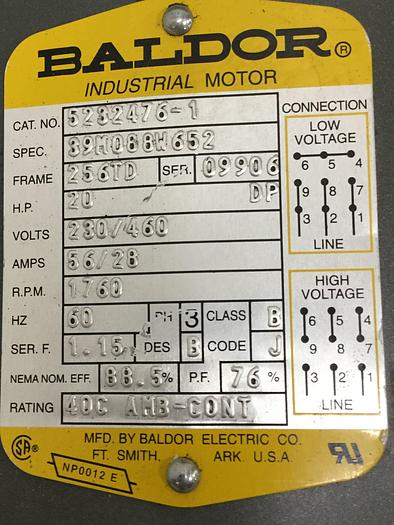 BALDOR®
INDUSTRIAL MOTOR
CAT. NO. 5232476-1
SPEC. 39M088W652
FRAME 256TD SER. 09906
H.P. 20 DP
VOLTS 230/460
AMPS 56/28
R.P.M. 1760
HZ 60 PH 3 CLASS B
SER. F. 1.15 DES B CODE J
NEMA NOM. EFF. 88.5% P.F. 76 %
RATING 40C AMB-CONT
CONNECTION
LOW
VOLTAGE
6 5 4
9 8 7
3 2 1
LINE
HIGH
VOLTAGE
6 5 4
9 8 7
3 2 1
LINE
MFD. BY BALDOR ELECTRIC CO.
FT. SMITH, ARK. U.S.A.
SA®
NP0012 E